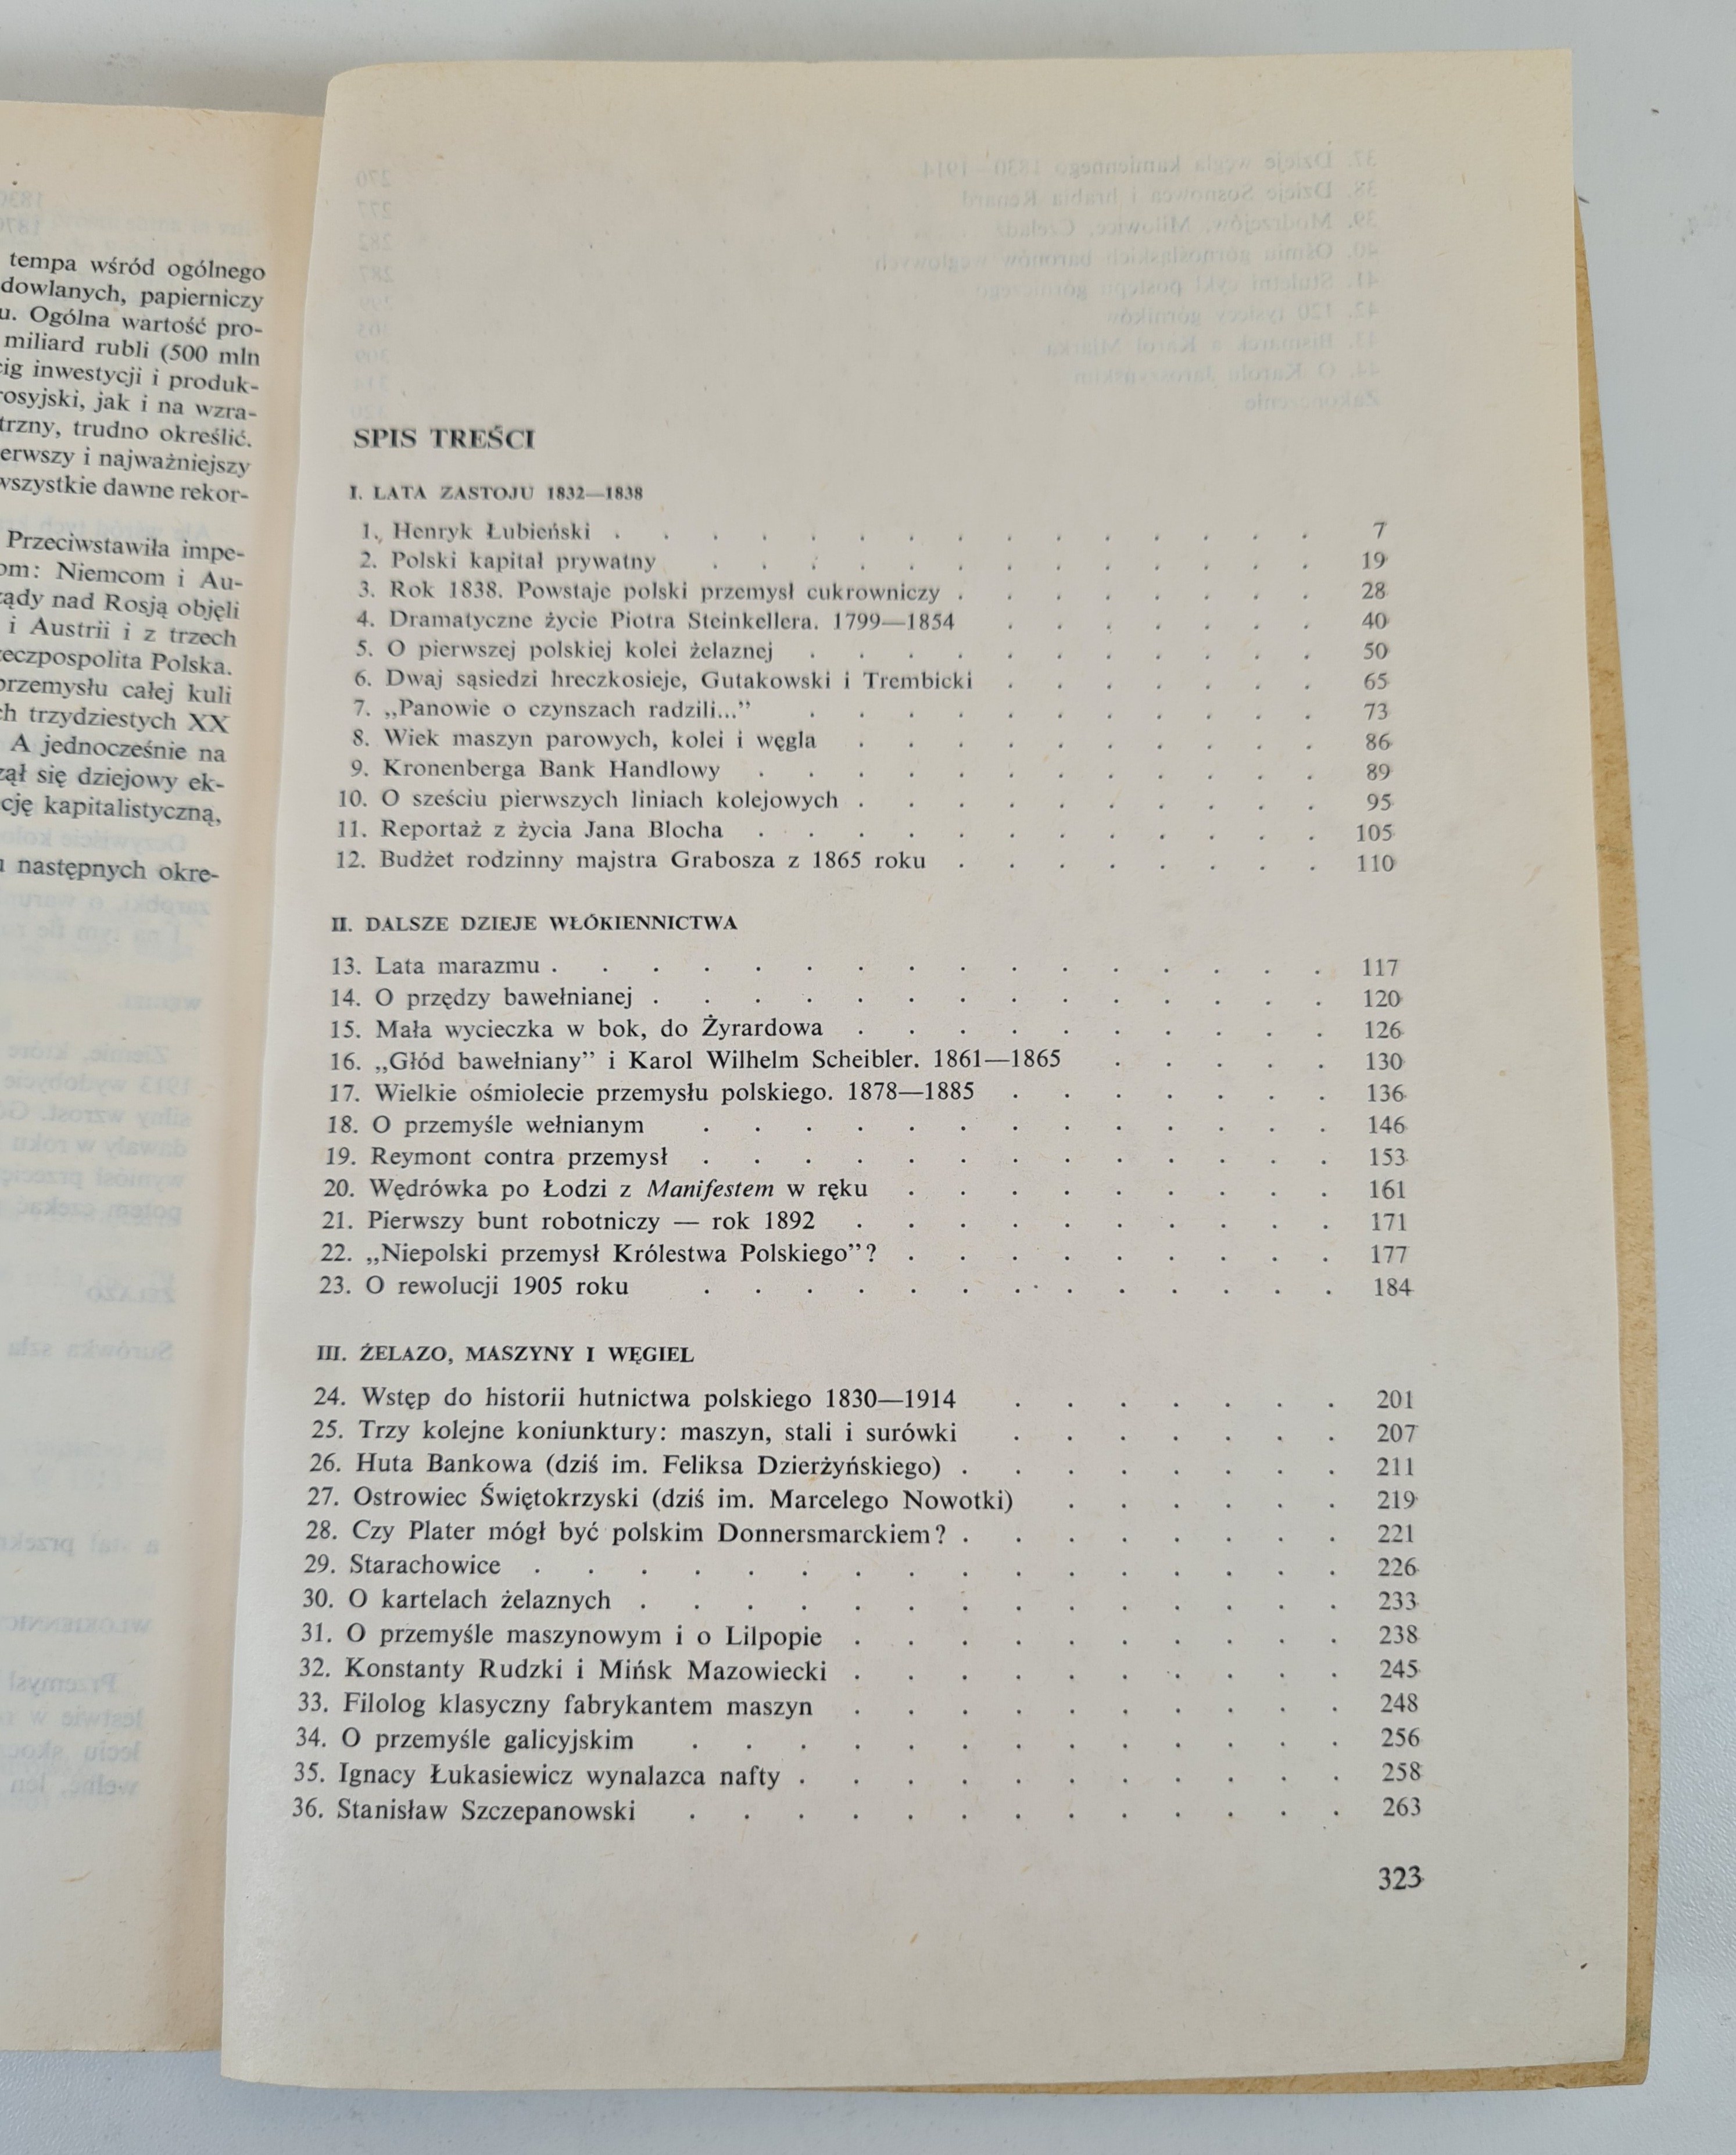 tempa wśród ogólnego
dowlanych, papierniczy
u. Ogólna wartość pro-
miliard rubli (500 mln
cig inwestycji i produk-
rosyjski, jak i na wzra-
trzny, trudno określić.
erwszy i najważniejszy
wszystkie dawne rekor-
Przeciwstawiła impe-
om: Niemcom i Au-
ządy nad Rosją objęli
i Austrii i z trzech
zeczpospolita Polska.
przemysłu całej kuli
ch trzydziestych XX
A jednocześnie na
zął się dziejowy ek-
cję kapitalistyczną,
u następnych okre-
SPIS TREŚCI
I. LATA ZASTOJU 1832—1838
1. Henryk Łubieński . . . . . . . . . . . . . . 7
2. Polski kapitał prywatny . . . . . . . . . . . . . 19
3. Rok 1838. Powstaje polski przemysł cukrowniczy . . . . . . . . 28
4. Dramatyczne życie Piotra Steinkellera. 1799—1854 . . . . . . . 40
5. O pierwszej polskiej kolei żelaznej . . . . . . . . . . . 50
6. Dwaj sąsiedzi hreczkosieje, Gutakowski i Trembicki . . . . . . . 65
7. „Panowie o czynszach radzili...” . . . . . . . . . . . 73
8. Wiek maszyn parowych, kolei i węgla . . . . . . . . . . 86
9. Kronenberga Bank Handlowy . . . . . . . . . . . . 89
10. O sześciu pierwszych liniach kolejowych . . . . . . . . . . 95
11. Reportaż z życia Jana Blocha . . . . . . . . . . . . 105
12. Budżet rodzinny majstra Grabosza z 1865 roku . . . . . . . . 110
II. DALSZE DZIEJE WŁÓKIENNICTWA
13. Lata marazmu . . . . . . . . . . . . . . . . 117
14. O przędzy bawełnianej . . . . . . . . . . . . . . 120
15. Mała wycieczka w bok, do Żyrardowa . . . . . . . . . . 126
16. „Głód bawełniany” i Karol Wilhelm Scheibler. 1861—1865 . . . . . 130
17. Wielkie ośmiolecie przemysłu polskiego. 1878—1885 . . . . . . . 136
18. O przemyśle wełnianym . . . . . . . . . . . . . 146
19. Reymont contra przemysł . . . . . . . . . . . . . 153
20. Wędrówka po Łodzi z Manifestem w ręku . . . . . . . . . 161
21. Pierwszy bunt robotniczy — rok 1892 . . . . . . . . . . 171
22. „Niepolski przemysł Królestwa Polskiego”? . . . . . . . . . 177
23. O rewolucji 1905 roku . . . . . . . . . . . . . 184
III. ŻELAZO, MASZYNY I WĘGIEL
24. Wstęp do historii hutnictwa polskiego 1830—1914 . . . . . . . 201
25. Trzy kolejne koniunktury: maszyn, stali i surówki . . . . . . . 207
26. Huta Bankowa (dziś im. Feliksa Dzierżyńskiego) . . . . . . . . 211
27. Ostrowiec Świętokrzyski (dziś im. Marcelego Nowotki) . . . . . . 219
28. Czy Plater mógł być polskim Donnersmarckiem? . . . . . . . . 221
29. Starachowice . . . . . . . . . . . . . . . . 226
30. O kartelach żelaznych . . . . . . . . . . . . . . 233
31. O przemyśle maszynowym i o Lilpopie . . . . . . . . . . 238
32. Konstanty Rudzki i Mińsk Mazowiecki . . . . . . . . . . 245
33. Filolog klasyczny fabrykantem maszyn . . . . . . . . . . 248
34. O przemyśle galicyjskim . . . . . . . . . . . . . 256
35. Ignacy Łukasiewicz wynalazca nafty . . . . . . . . . . . 258
36. Stanisław Szczepanowski . . . . . . . . . . . . . 263
323